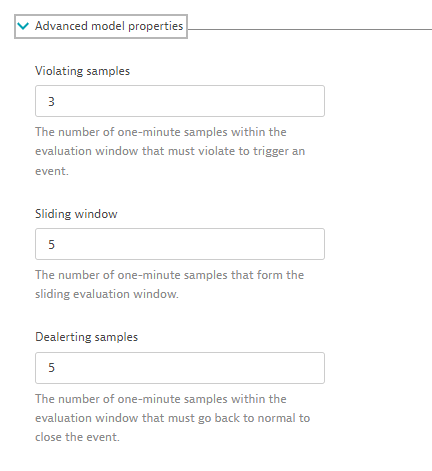 Advanced model properties
Violating samples
3
The number of one-minute samples within the
evaluation window that must violate to trigger an
event.
Sliding window
5
The number of one-minute samples that form the
sliding evaluation window.
Dealerting samples
5
The number of one-minute samples within the
evaluation window that must go back to normal to
close the event.